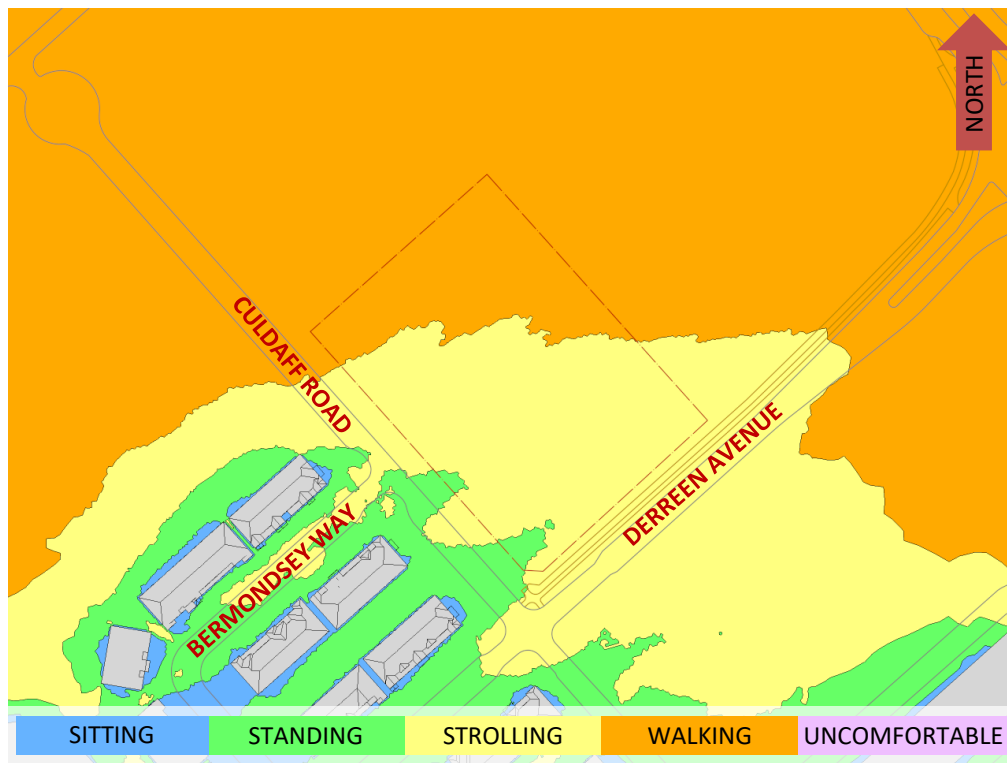 NORTH
CULDAFF ROAD
DERREEN AVENUE
BERMONDSEY WAY
SITTING
STANDING
STROLLING
WALKING
UNCOMFORTABLE